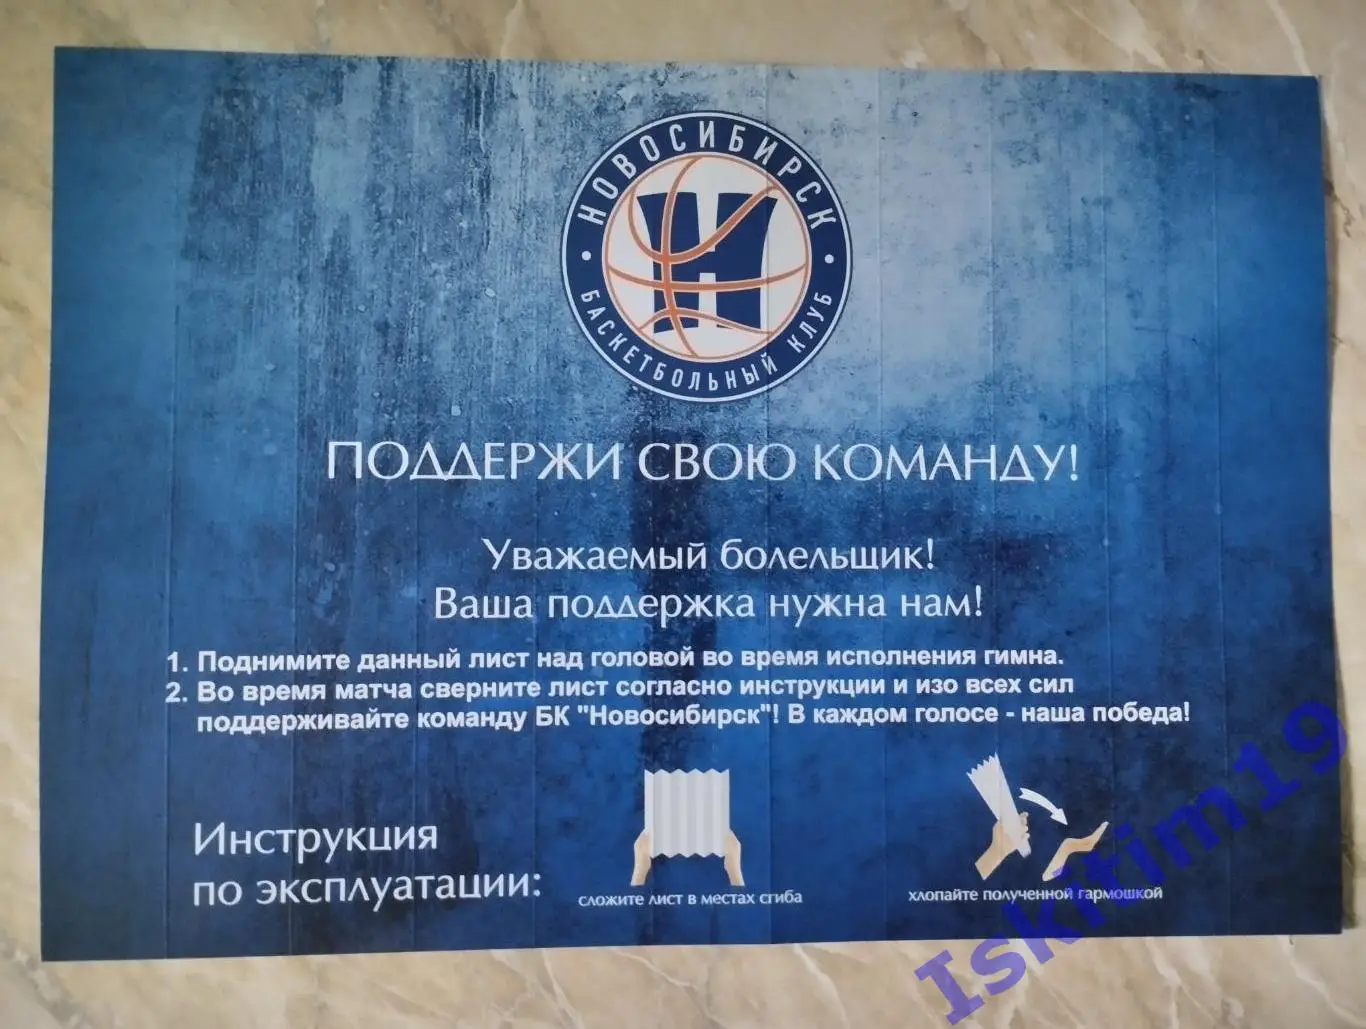 НОВОСИБИРСК
БАСКЕТБОЛЬНЫЙ КЛУБ
ПОДДЕРЖИ СВОЮ КОМАНДУ!
Уважаемый болельщик!
Ваша поддержка нужна нам!
1. Поднимите данный лист над головой во время исполнения гимна.
2. Во время матча сверните лист согласно инструкции и изо всех сил
поддерживайте команду БК "Новосибирск"! В каждом голосе - наша победа!
Инструкция
по эксплуатации:
сложите лист в местах сгиба
хлопайте полученной гармошкой
Iskitim19